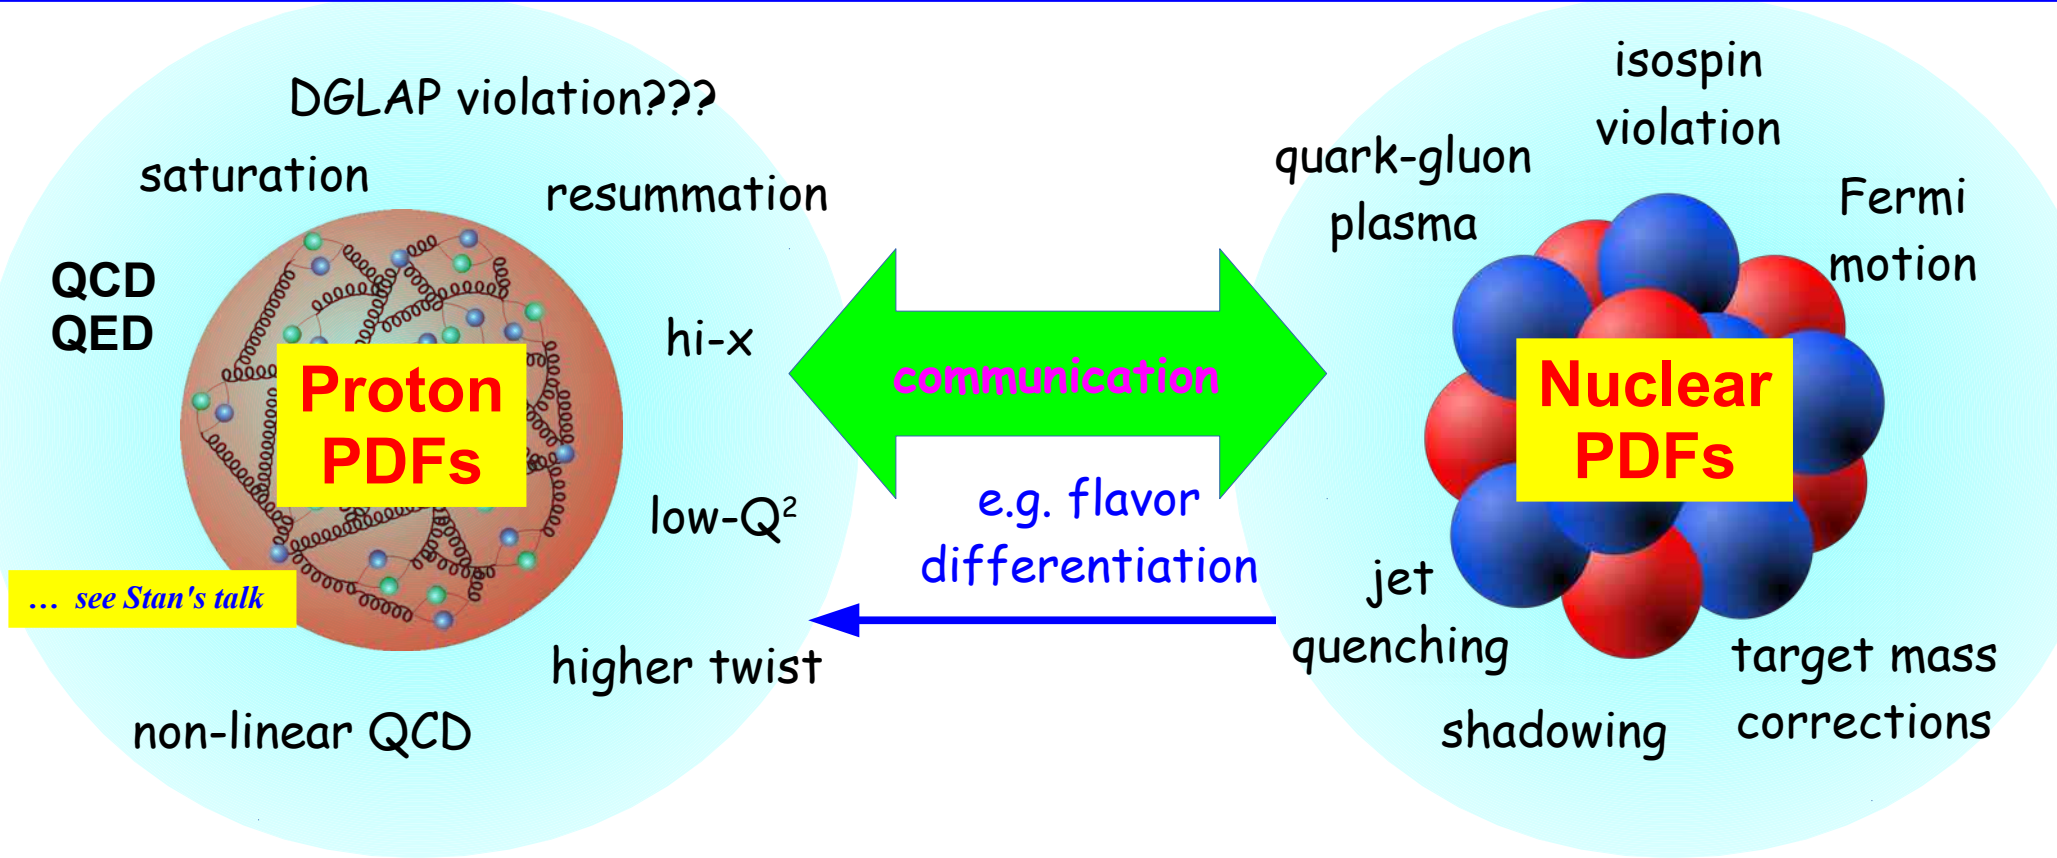 DGLAP violation???
saturation
resummation
QCD
QED
hi-x
Proton
PDFs
low-Q²
... see Stan's talk
higher twist
non-linear QCD
communication
e.g. flavor
differentiation
isospin
violation
quark-gluon
plasma
Fermi
motion
Nuclear
PDFs
jet
quenching
target mass
corrections
shadowing